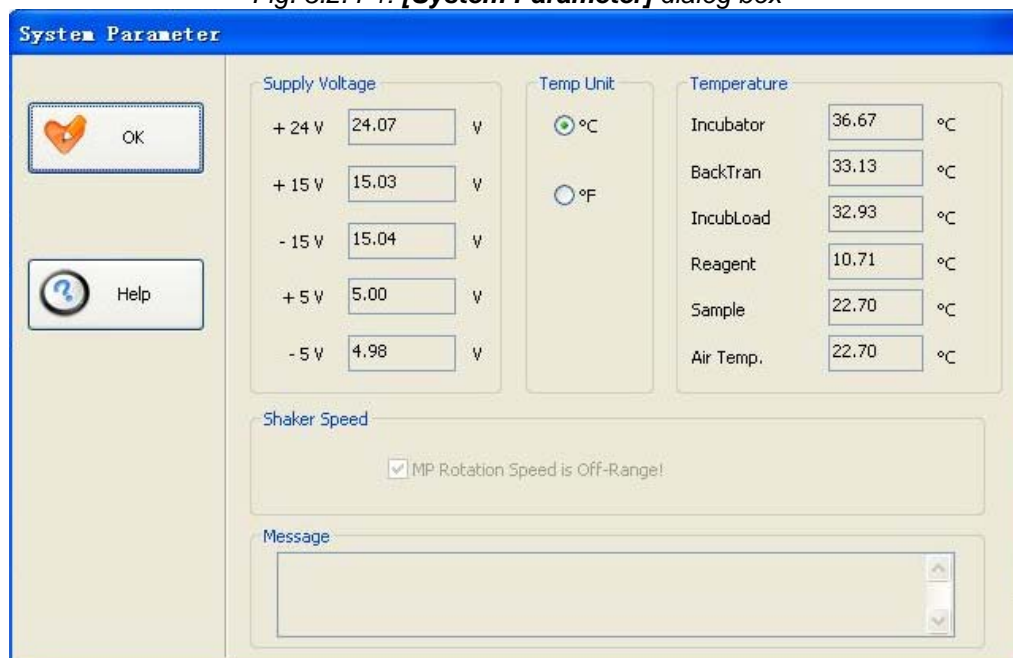 Fig. 3.2.7-1. [System Parameter] dialog box
System Parameter
OK
Help
Supply Voltage
+ 24 V 24.07 V
+ 15 V 15.03 V
- 15 V 15.04 V
+ 5 V 5.00 V
- 5 V 4.98 V
Temp Unit
°C
°F
Temperature
Incubator 36.67 °C
BackTran 33.13 °C
IncubLoad 32.93 °C
Reagent 10.71 °C
Sample 22.70 °C
Air Temp. 22.70 °C
Shaker Speed
MP Rotation Speed is Off-Range!
Message